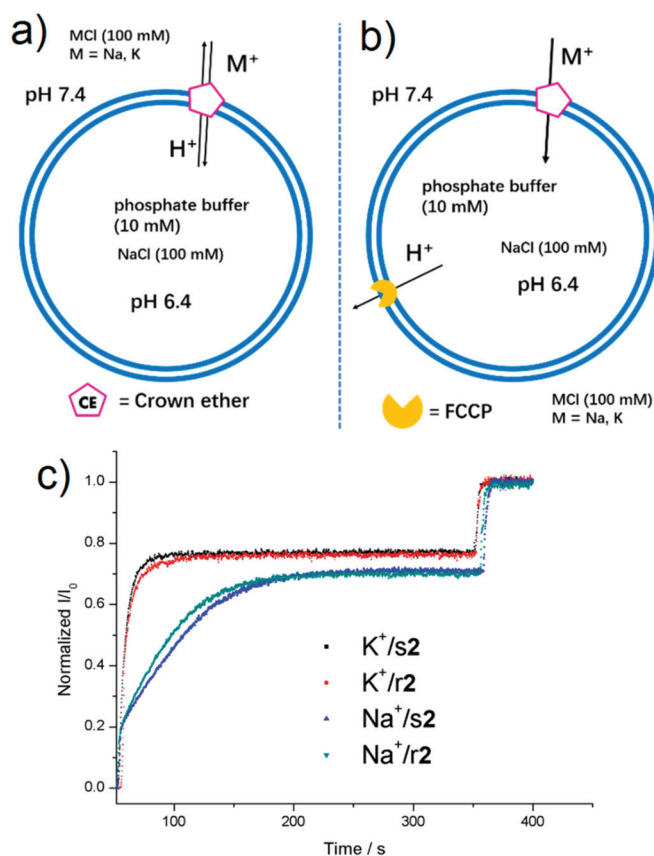 a)
MCl (100 mM)
M = Na, K
M⁺
pH 7.4
H⁺
phosphate buffer
(10 mM)
NaCl (100 mM)
pH 6.4
CE = Crown ether
b)
M⁺
pH 7.4
phosphate buffer
(10 mM)
H⁺
NaCl (100 mM)
pH 6.4
= FCCP
MCl (100 mM)
M = Na, K
c)
Normalized I/I₀
1.0
0.8
0.6
0.4
0.2
0.0
K⁺/s2
K⁺/r2
Na⁺/s2
Na⁺/r2
100
200
300
400
Time / s